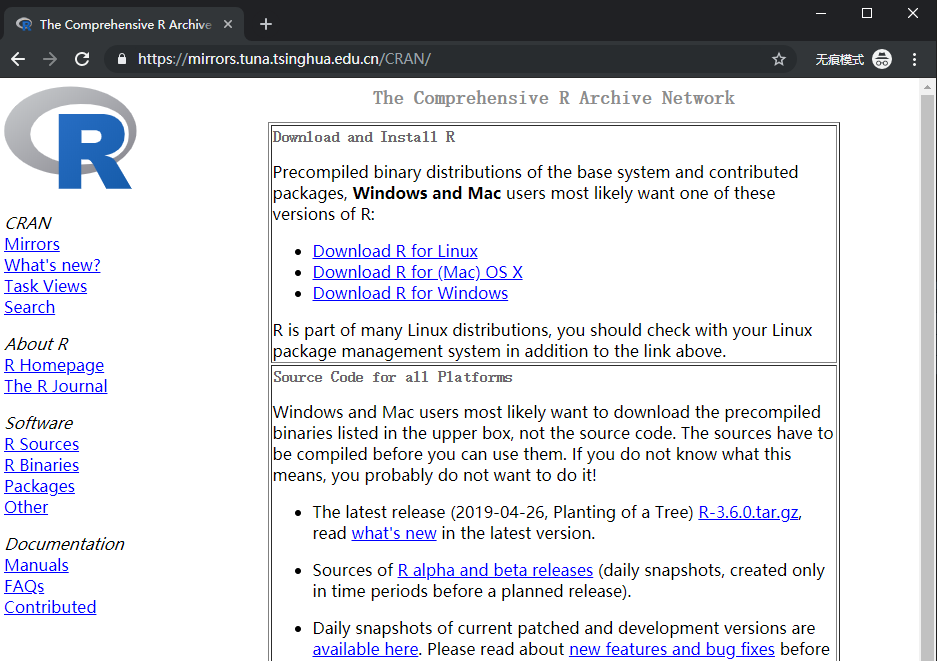 The Comprehensive R Archive
https://mirrors.tuna.tsinghua.edu.cn/CRAN/
无痕模式
R
CRAN
Mirrors
What's new?
Task Views
Search
About R
R Homepage
The R Journal
Software
R Sources
R Binaries
Packages
Other
Documentation
Manuals
FAQs
Contributed
The Comprehensive R Archive Network
Download and Install R
Precompiled binary distributions of the base system and contributed
packages, Windows and Mac users most likely want one of these
versions of R:
Download R for Linux
Download R for (Mac) OS X
Download R for Windows
R is part of many Linux distributions, you should check with your Linux
package management system in addition to the link above.
Source Code for all Platforms
Windows and Mac users most likely want to download the precompiled
binaries listed in the upper box, not the source code. The sources have to
be compiled before you can use them. If you do not know what this
means, you probably do not want to do it!
The latest release (2019-04-26, Planting of a Tree) R-3.6.0.tar.gz,
read what's new in the latest version.
Sources of R alpha and beta releases (daily snapshots, created only
in time periods before a planned release).
Daily snapshots of current patched and development versions are
available here. Please read about new features and bug fixes before